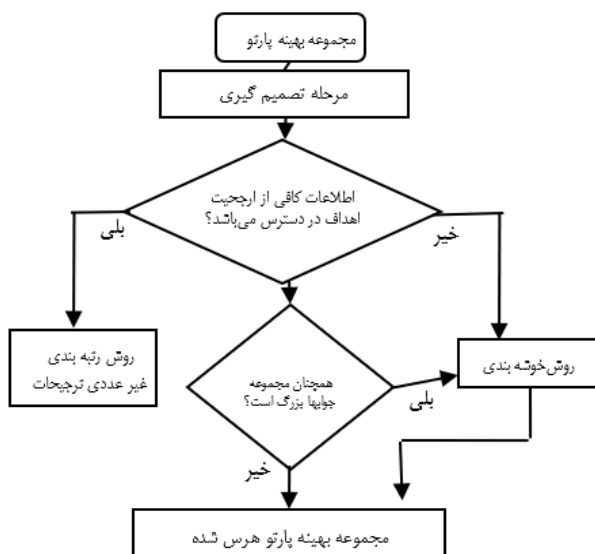 مجموعه بهینه پارتو
مرحله تصمیم گیری
اطلاعات کافی از ارجحیت
اهداف در دسترس می‌باشد؟
بلی
خیر
روش رتبه بندی
غیر عددی ترجیحات
همچنان مجموعه
جوابها بزرگ است؟
روش خوشه بندی
بلی
خیر
مجموعه بهینه پارتو هرس شده